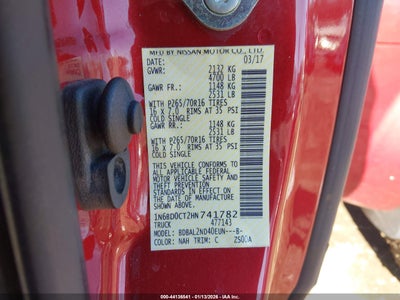 MFD BY NISSAN MOTOR CO., LTD.
DATE: 03/17
GVWR: 2132 KG
4700 LB
GAWR FR.: 1148 KG
2531 LB
WITH P265/70R16 TIRES
16 X 7.0 RIMS AT 35 PSI
COLD SINGLE
GAWR RR.: 1148 KG
2531 LB
WITH P265/70R16 TIRES
16 X 7.0 RIMS AT 35 PSI
COLD SINGLE
THIS VEHICLE CONFORMS TO
ALL APPLICABLE FEDERAL
MOTOR VEHICLE SAFETY AND
THEFT PREVENTION
STANDARDS IN EFFECT ON
THE DATE OF MANUFACTURE
SHOWN ABOVE.
1N6BD0CT2HN741782
TRUCK 477143
MODEL: BDBALZND40EUN---B-
COLOR: NAH TRIM: C
IAA
Stock No: 44136541 | 01/13/2026 -